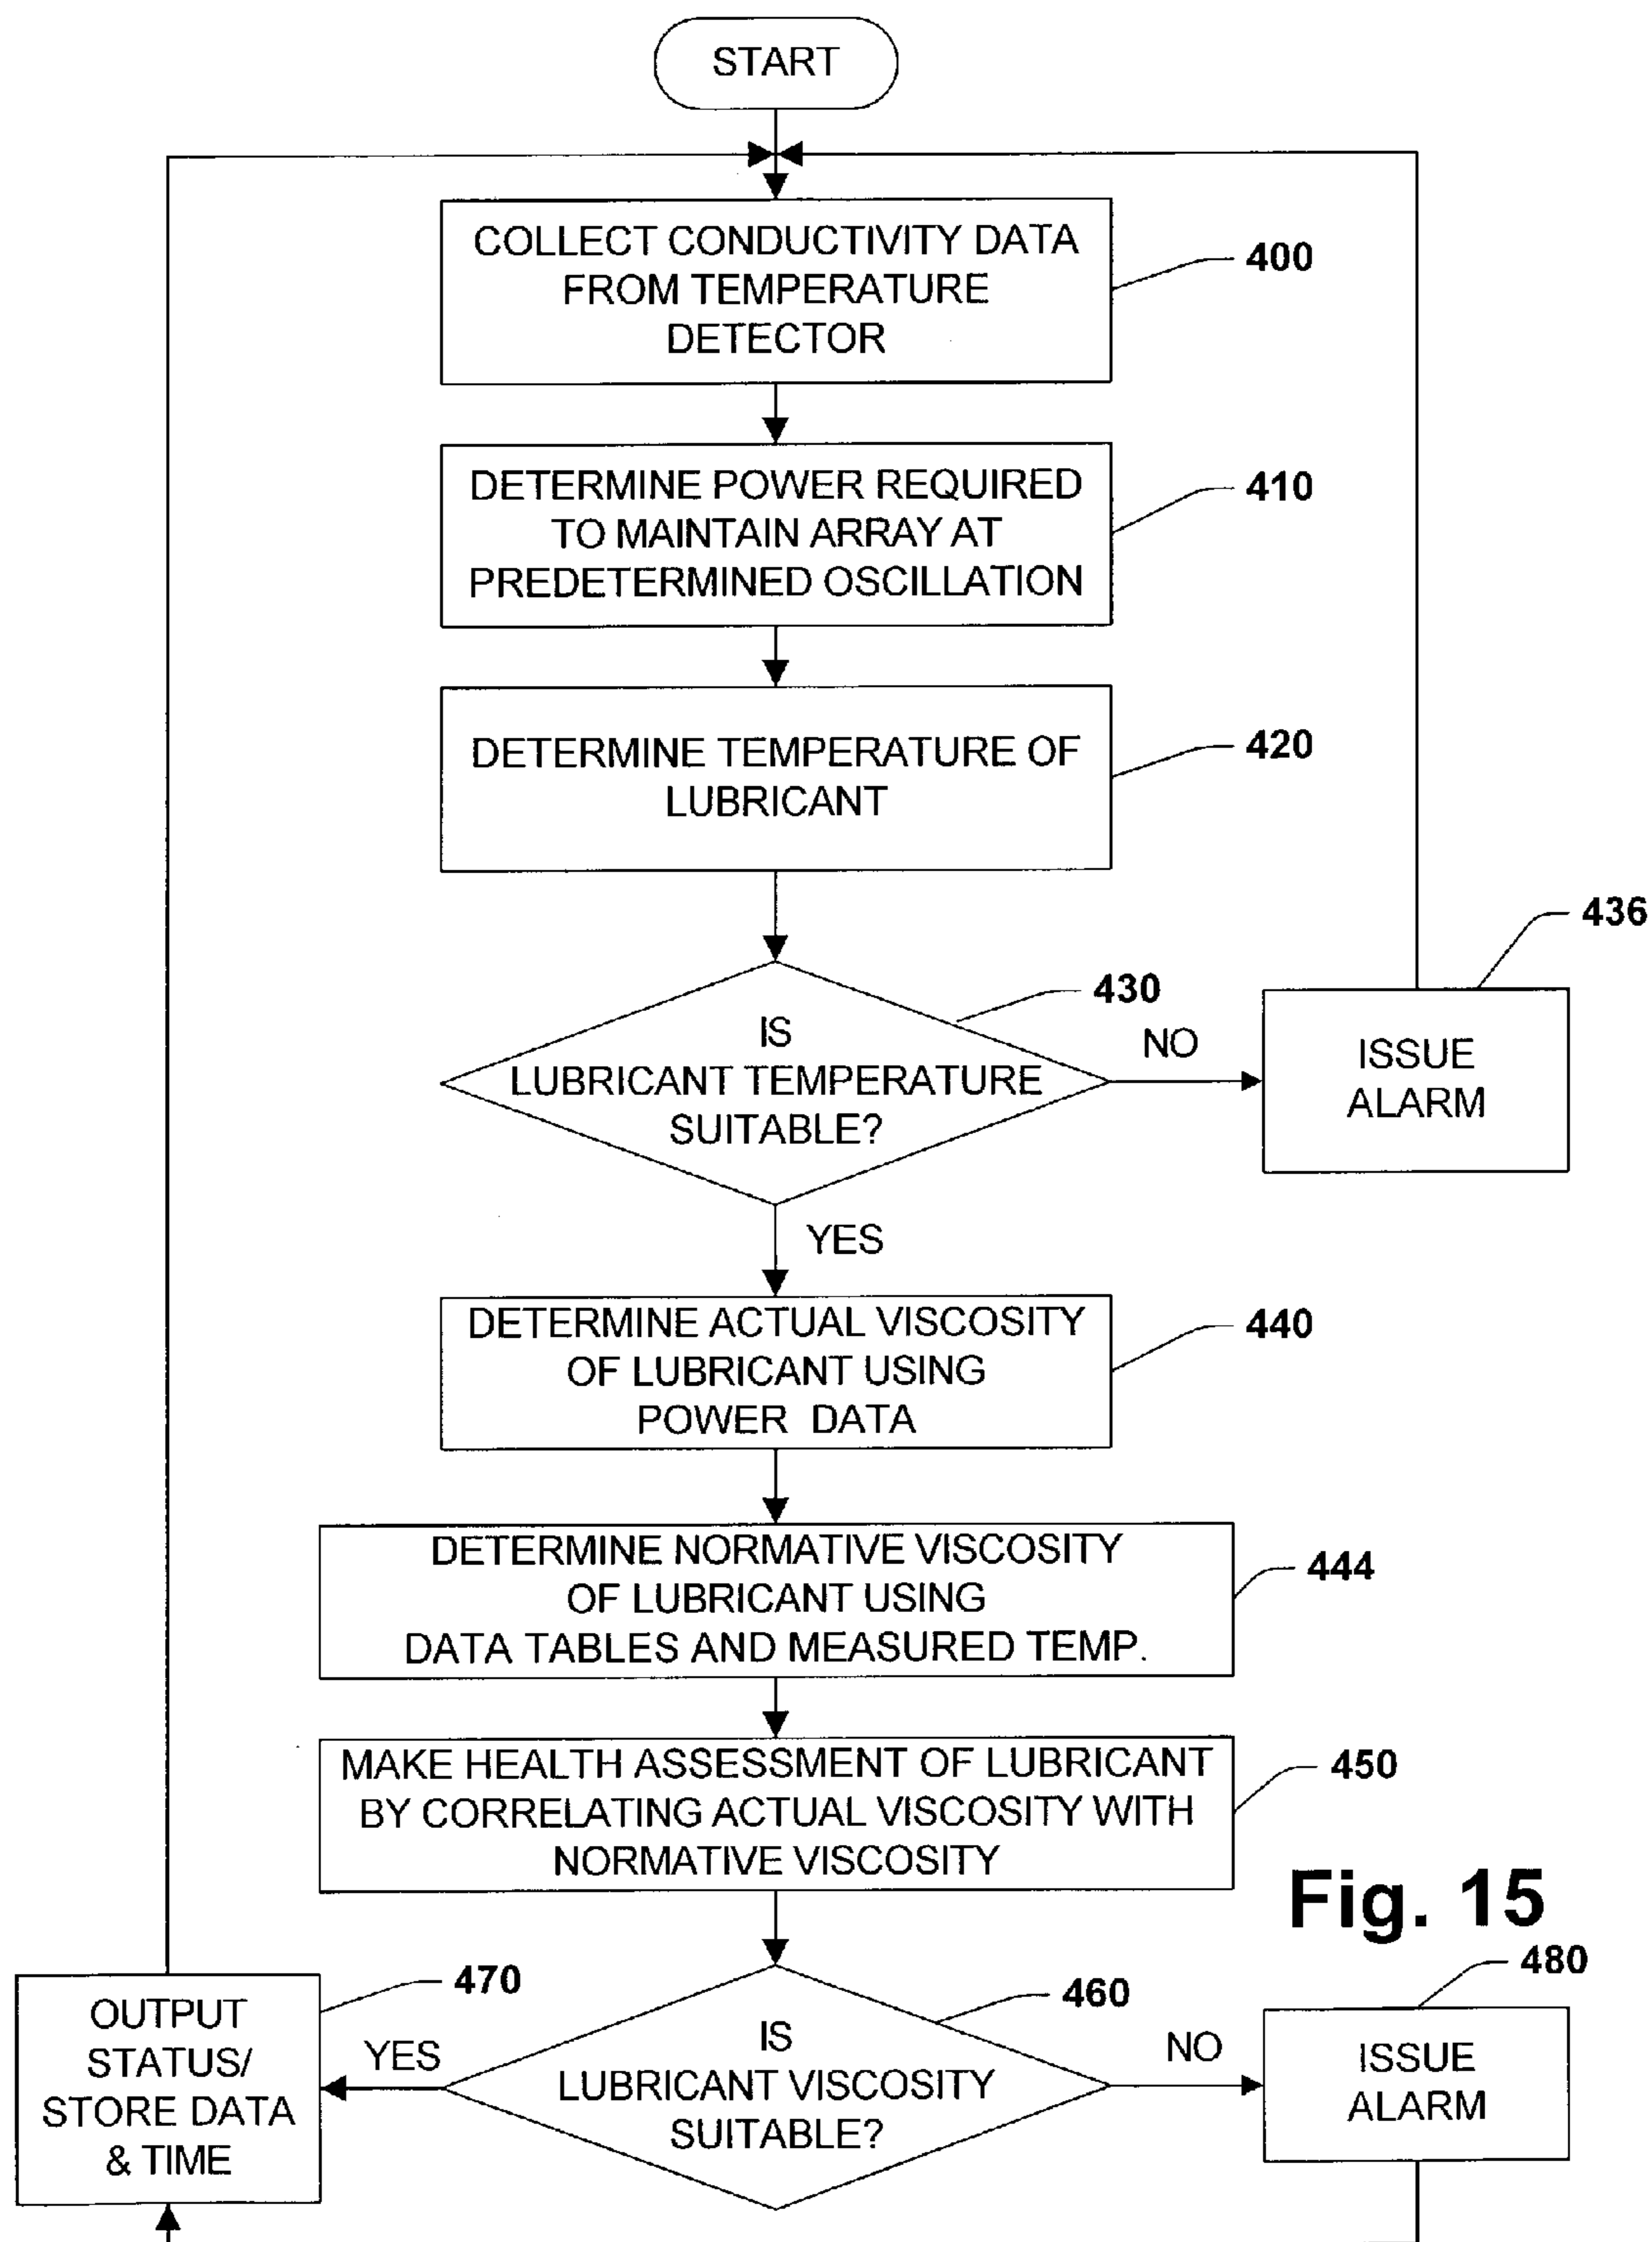 START
COLLECT CONDUCTIVITY DATA
FROM TEMPERATURE
DETECTOR
400
DETERMINE POWER REQUIRED
TO MAINTAIN ARRAY AT
PREDETERMINED OSCILLATION
410
DETERMINE TEMPERATURE OF
LUBRICANT
420
436
430
IS
LUBRICANT TEMPERATURE
SUITABLE?
NO
ISSUE
ALARM
YES
DETERMINE ACTUAL VISCOSITY
OF LUBRICANT USING
POWER DATA
440
DETERMINE NORMATIVE VISCOSITY
OF LUBRICANT USING
DATA TABLES AND MEASURED TEMP.
444
MAKE HEALTH ASSESSMENT OF LUBRICANT
BY CORRELATING ACTUAL VISCOSITY WITH
NORMATIVE VISCOSITY
450
Fig. 15
470
OUTPUT
STATUS/
STORE DATA
& TIME
YES
460
IS
LUBRICANT VISCOSITY
SUITABLE?
NO
480
ISSUE
ALARM